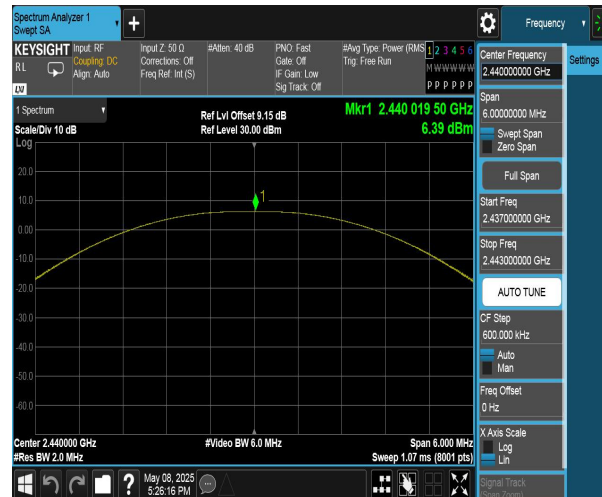 Spectrum Analyzer 1
Swept SA
Frequency
KEYSIGHT
RL
Input: RF
Coupling: DC
Align: Auto
Input Z: 50 Ω
Corrections: Off
Freq Ref: Int (S)
#Atten: 40 dB
PNO: Fast
Gate: Off
IF Gain: Low
Sig Track: Off
#Avg Type: Power (RMS
Trig: Free Run
1 2 3 4 5 6
M W W W W W
P P P P P P
LXI
1 Spectrum
Scale/Div 10 dB
Log
Ref Lvl Offset 9.15 dB
Ref Level 30.00 dBm
Mkr1 2.440 019 50 GHz
6.39 dBm
1
20.0
10.0
0.00
-10.0
-20.0
-30.0
-40.0
-50.0
-60.0
Center 2.440000 GHz
#Res BW 2.0 MHz
#Video BW 6.0 MHz
Span 6.000 MHz
Sweep 1.07 ms (8001 pts)
May 08, 2025
5:26:16 PM
?
Settings
Center Frequency
2.440000000 GHz
Span
6.00000000 MHz
Swept Span
Zero Span
Full Span
Start Freq
2.437000000 GHz
Stop Freq
2.443000000 GHz
AUTO TUNE
CF Step
600.000 kHz
Auto
Man
Freq Offset
0 Hz
X Axis Scale
Log
Lin
Signal Track
(Span Zoom)